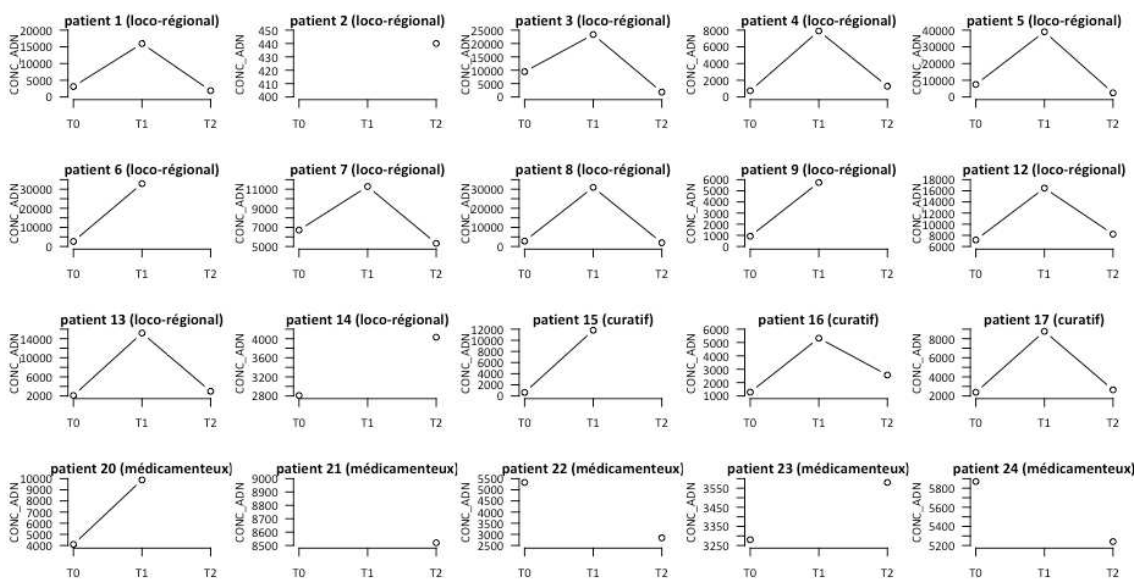 patient 1 (loco-régional)
CONC_ADN
20000
15000
10000
5000
0
T0 T1 T2
patient 2 (loco-régional)
CONC_ADN
450
440
430
420
410
400
T0 T1 T2
patient 3 (loco-régional)
CONC_ADN
25000
20000
10000
5000
0
T0 T1 T2
patient 4 (loco-régional)
CONC_ADN
8000
6000
4000
2000
0
T0 T1 T2
patient 5 (loco-régional)
CONC_ADN
40000
30000
20000
10000
0
T0 T1 T2
patient 6 (loco-régional)
CONC_ADN
30000
20000
10000
0
T0 T1 T2
patient 7 (loco-régional)
CONC_ADN
11000
9000
7000
5000
T0 T1 T2
patient 8 (loco-régional)
CONC_ADN
30000
20000
10000
0
T0 T1 T2
patient 9 (loco-régional)
CONC_ADN
6000
5000
4000
3000
2000
1000
0
T0 T1 T2
patient 12 (loco-régional)
CONC_ADN
18000
16000
14000
12000
10000
8000
6000
T0 T1 T2
patient 13 (loco-régional)
CONC_ADN
14000
10000
6000
4000
2000
T0 T1 T2
patient 14 (loco-régional)
CONC_ADN
4000
3600
3200
2800
T0 T1 T2
patient 15 (curatif)
CONC_ADN
12000
10000
8000
6000
4000
2000
0
T0 T1 T2
patient 16 (curatif)
CONC_ADN
6000
5000
4000
3000
2000
1000
T0 T1 T2
patient 17 (curatif)
CONC_ADN
8000
6000
4000
2000
T0 T1 T2
patient 20 (médicamenteux)
CONC_ADN
10000
9000
8000
7000
6000
5000
4000
T0 T1 T2
patient 21 (médicamenteux)
CONC_ADN
9000
8900
8800
8700
8600
8500
T0 T1 T2
patient 22 (médicamenteux)
CONC_ADN
5500
5000
4500
4000
3500
3000
2500
T0 T1 T2
patient 23 (médicamenteux)
CONC_ADN
3550
3450
3350
3250
T0 T1 T2
patient 24 (médicamenteux)
CONC_ADN
5800
5600
5400
5200
T0 T1 T2